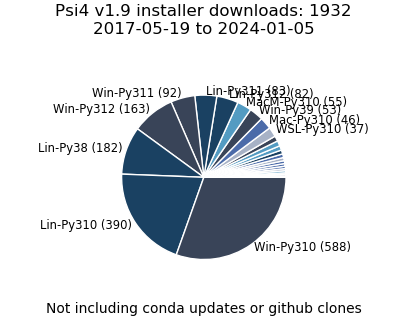 Psi4 v1.9 installer downloads: 1932
2017-05-19 to 2024-01-05
Win-Py311 (92)
Lin-Py311 (83)
Lin-Py312 (82)
Win-Py312 (163)
MacM-Py310 (55)
Win-Py39 (53)
Mac-Py310 (46)
WSL-Py310 (37)
Lin-Py38 (182)
Lin-Py310 (390)
Win-Py310 (588)
Not including conda updates or github clones